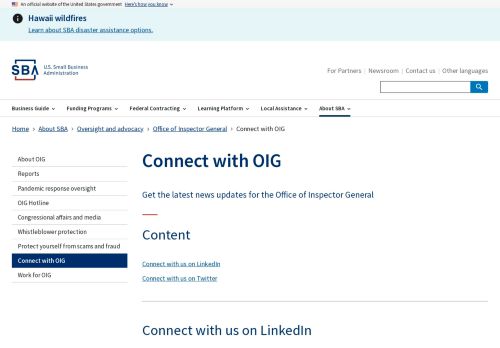 An official website of the United States government Here's how you know
Hawaii wildfires
Learn about SBA disaster assistance options.
SBA U.S. Small Business Administration
For Partners Newsroom Contact us Other languages
Business Guide Funding Programs Federal Contracting Learning Platform Local Assistance About SBA
Home > About SBA > Oversight and advocacy > Office of Inspector General > Connect with OIG
About OIG
Reports
Pandemic response oversight
OIG Hotline
Congressional affairs and media
Whistleblower protection
Protect yourself from scams and fraud
Connect with OIG
Work for OIG
Connect with OIG
Get the latest news updates for the Office of Inspector General
Content
Connect with us on LinkedIn
Connect with us on Twitter
Connect with us on LinkedIn